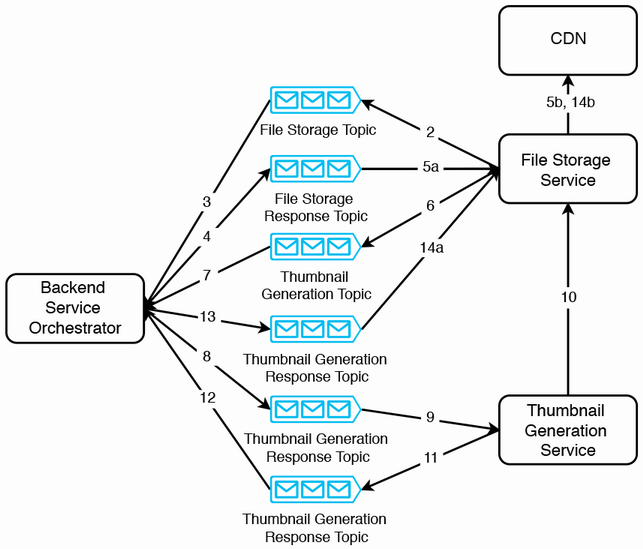 CDN
5b, 14b
File Storage Topic
2
File Storage
Service
5a
3
File Storage
Response Topic
4
6
14a
7
Thumbnail
Generation Topic
Backend
Service
Orchestrator
10
13
Thumbnail Generation
Response Topic
8
12
9
Thumbnail
Generation
Service
Thumbnail Generation
Response Topic
11
Thumbnail Generation
Response Topic